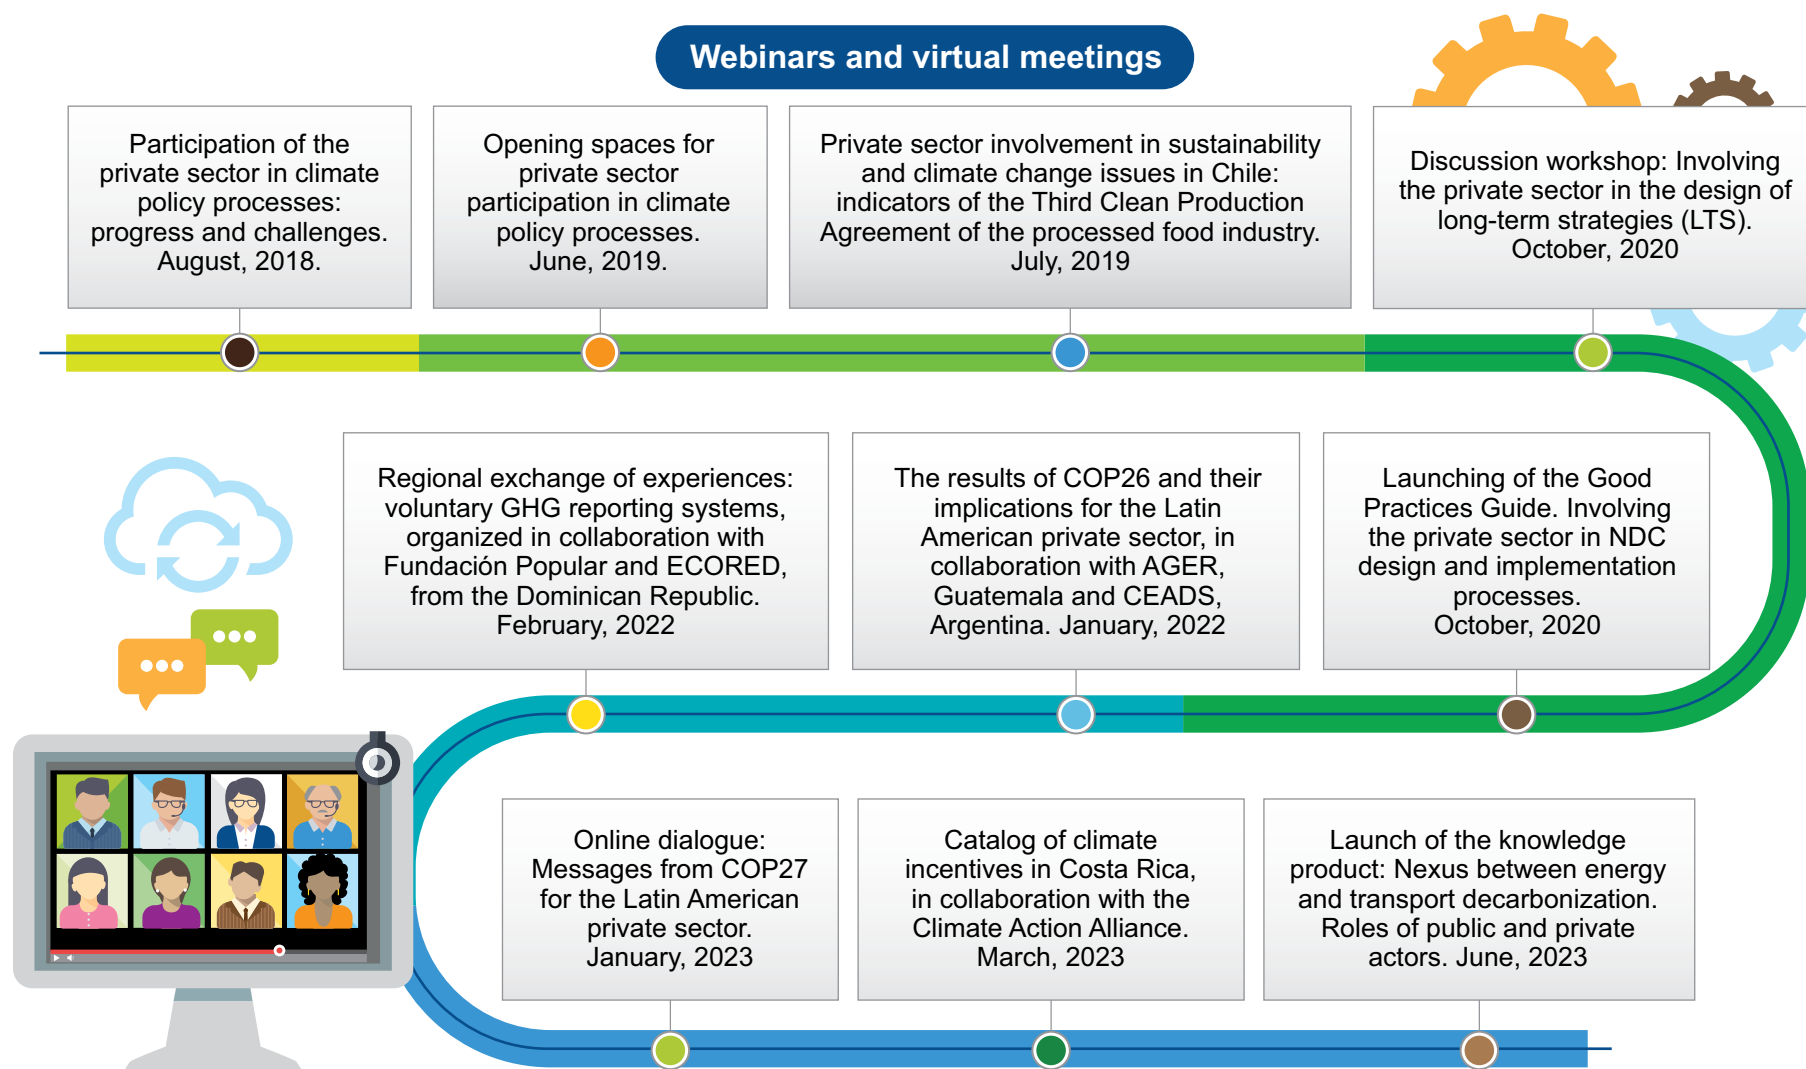 Webinars and virtual meetings
Participation of the
private sector in climate
policy processes:
progress and challenges.
August, 2018.
Opening spaces for
private sector
participation in climate
policy processes.
June, 2019.
Private sector involvement in sustainability
and climate change issues in Chile:
indicators of the Third Clean Production
Agreement of the processed food industry.
July, 2019
Discussion workshop: Involving
the private sector in the design of
long-term strategies (LTS).
October, 2020
Regional exchange of experiences:
voluntary GHG reporting systems,
organized in collaboration with
Fundación Popular and ECORED,
from the Dominican Republic.
February, 2022
The results of COP26 and their
implications for the Latin
American private sector, in
collaboration with AGER,
Guatemala and CEADS,
Argentina. January, 2022
Launching of the Good
Practices Guide. Involving
the private sector in NDC
design and implementation
processes.
October, 2020
Online dialogue:
Messages from COP27
for the Latin American
private sector.
January, 2023
Catalog of climate
incentives in Costa Rica,
in collaboration with the
Climate Action Alliance.
March, 2023
Launch of the knowledge
product: Nexus between energy
and transport decarbonization.
Roles of public and private
actors. June, 2023